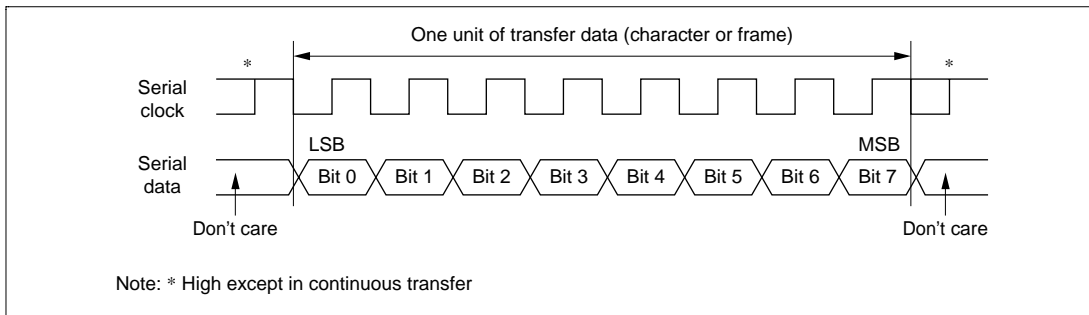 One unit of transfer data (character or frame)
*
*
Serial
clock
LSB
MSB
Serial
data
Bit 0
Bit 1
Bit 2
Bit 3
Bit 4
Bit 5
Bit 6
Bit 7
Don't care
Don't care
Note: * High except in continuous transfer